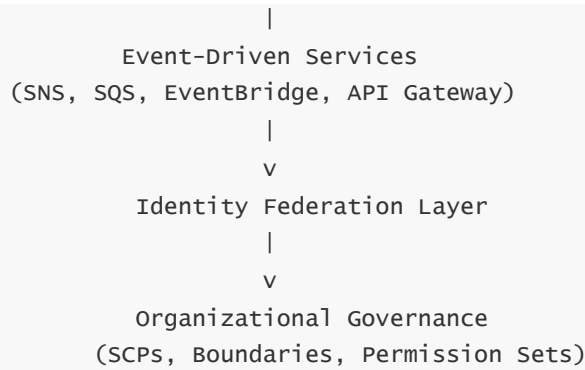 |
Event-Driven Services
(SNS, SQS, EventBridge, API Gateway)
|
v
Identity Federation Layer
|
v
Organizational Governance
(SCPs, Boundaries, Permission Sets)